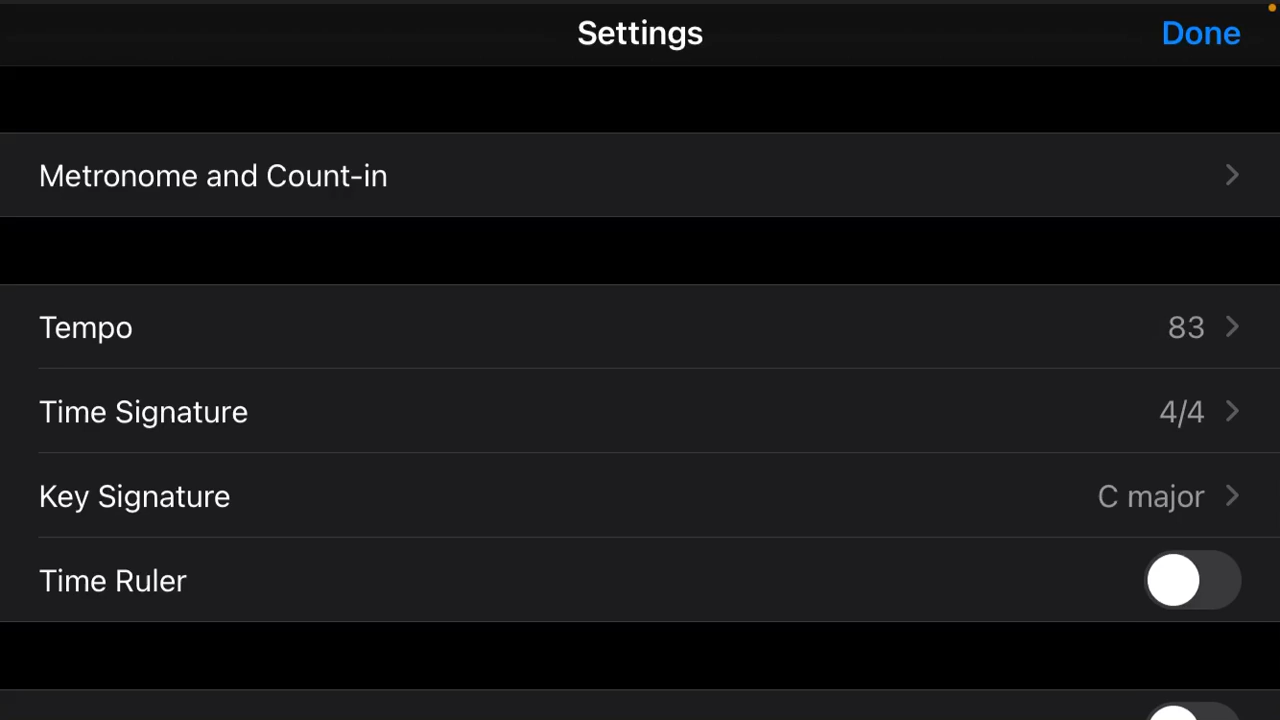 Settings
Done
Metronome and Count-in
Tempo
83
Time Signature
4/4
Key Signature
C major
Time Ruler